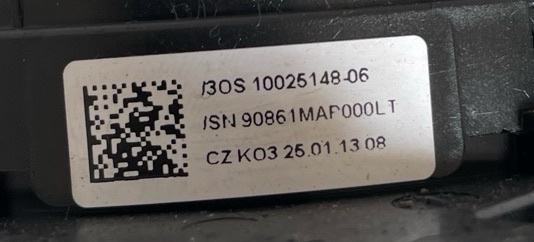 /3OS 10025148-06
/SN 90861MAP000LT
CZ KO3 25.01.13 08